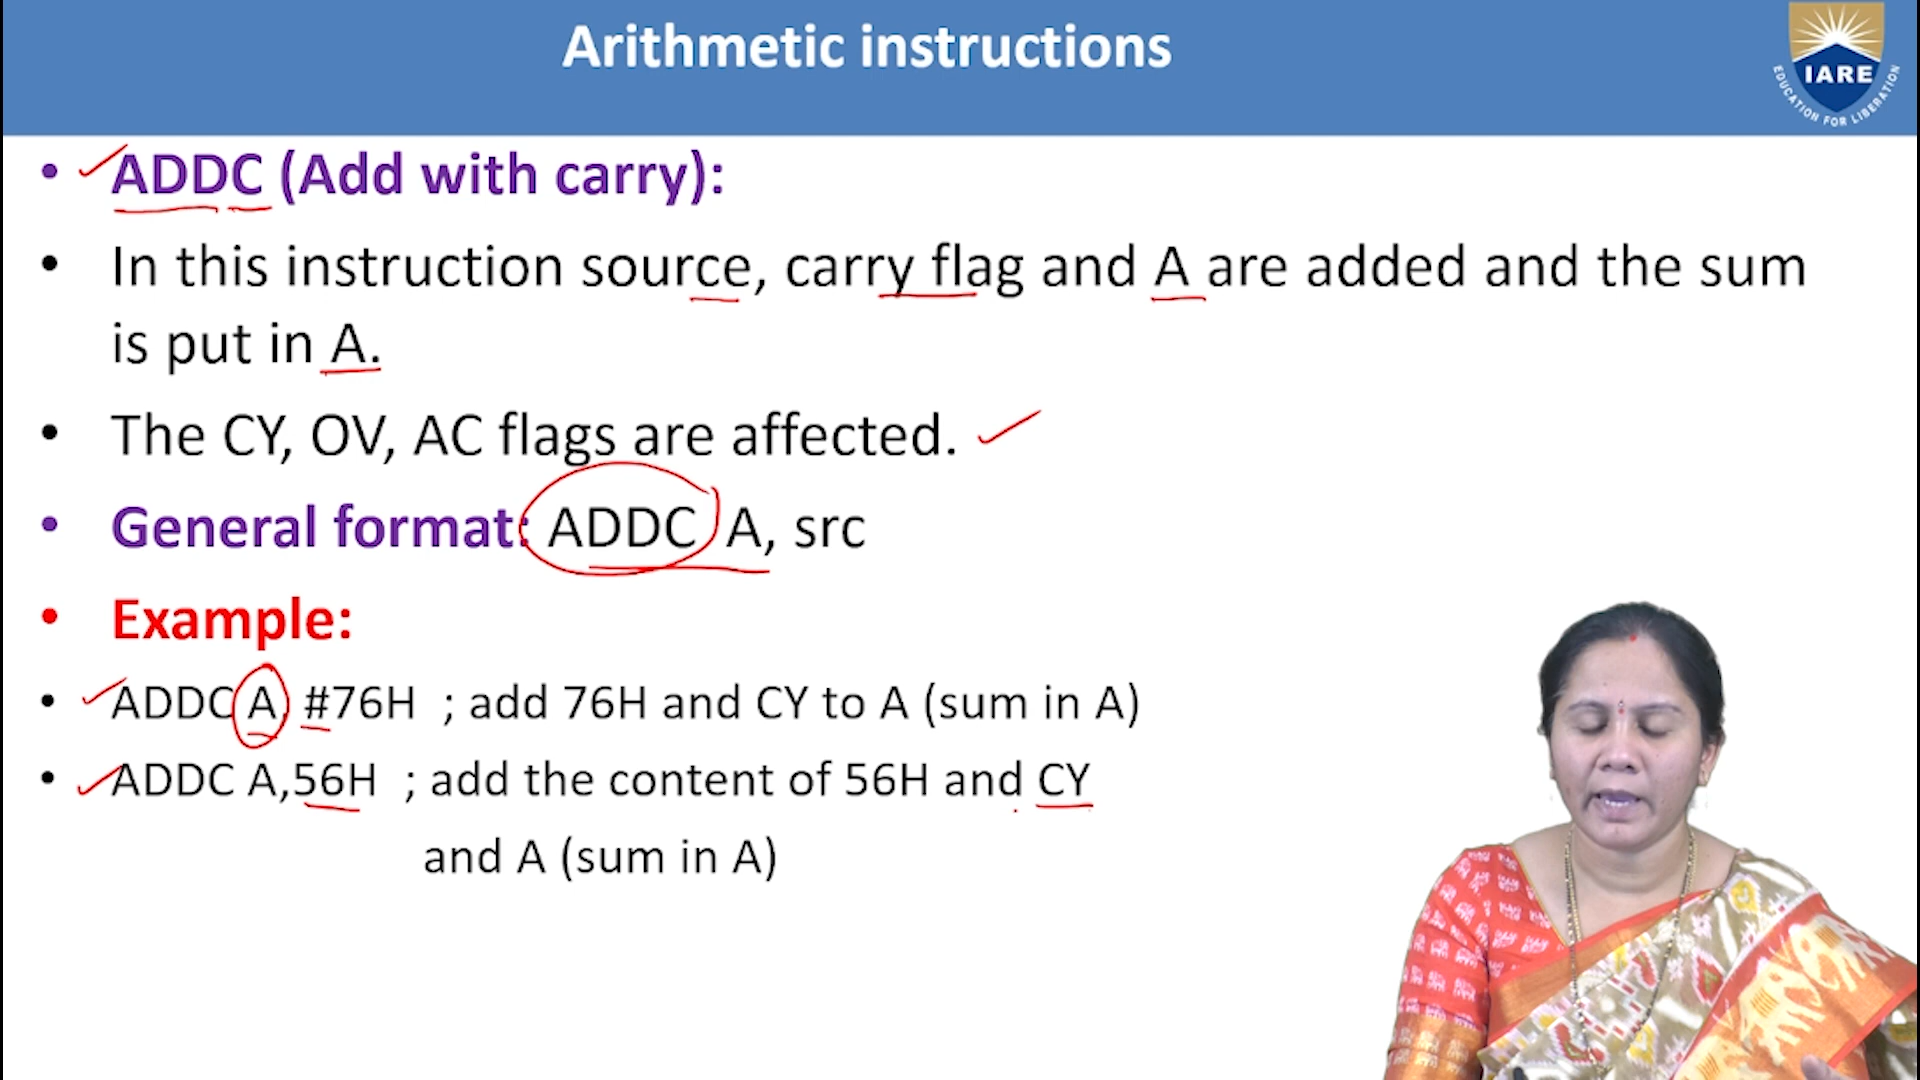 Arithmetic instructions
IARE
EDUCATION FOR LIBERATION
• ADDC (Add with carry):
• In this instruction source, carry flag and A are added and the sum
is put in A.
• The CY, OV, AC flags are affected.
• General format: ADDC A, src
• Example:
• ADDC A, #76H ; add 76H and CY to A (sum in A)
• ADDC A,56H ; add the content of 56H and CY
and A (sum in A)